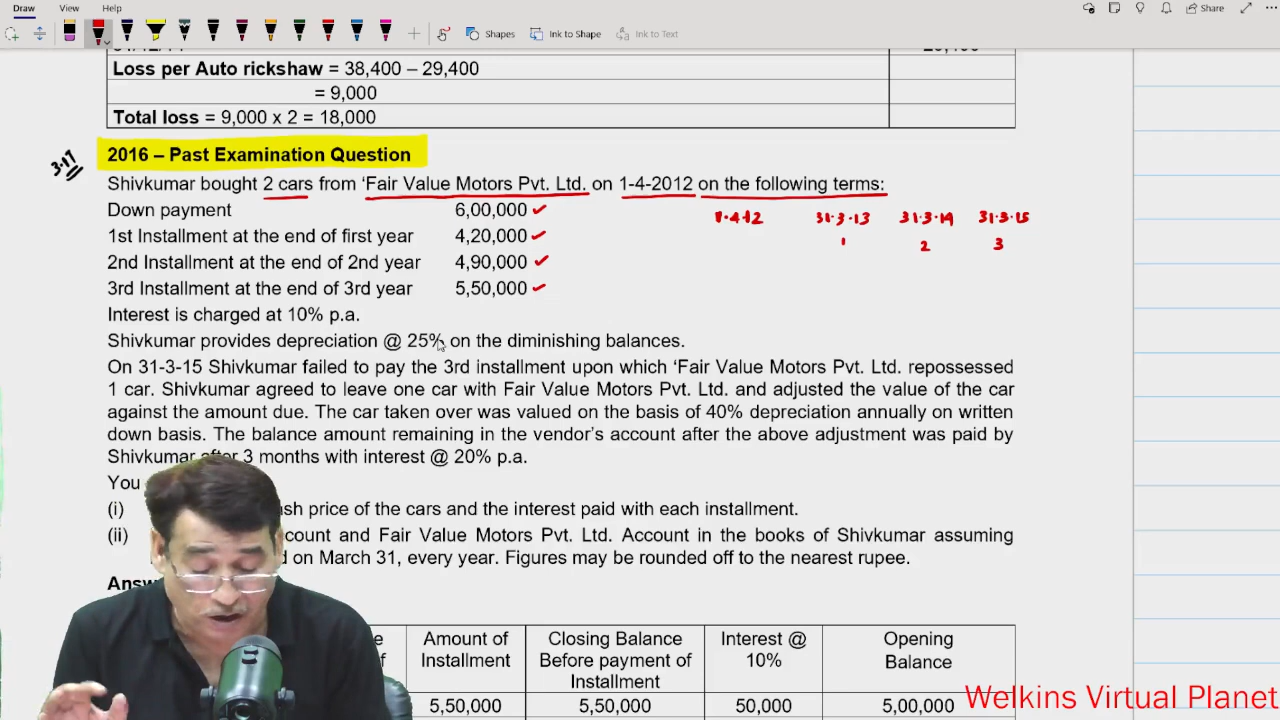 Draw
View
Shapes
Ink to Shape
Ink to Text
Share
Loss per Auto rickshaw = 38,400 – 29,400
= 9,000
Total loss = 9,000 x 2 = 18,000
3.17
2016 – Past Examination Question
Shivkumar bought 2 cars from 'Fair Value Motors Pvt. Ltd. on 1-4-2012 on the following terms:
Down payment 6,00,000
1.4.12 31.3.13 31.3.14 31.3.15
1st Installment at the end of first year 4,20,000
1 2 3
2nd Installment at the end of 2nd year 4,90,000
3rd Installment at the end of 3rd year 5,50,000
Interest is charged at 10% p.a.
Shivkumar provides depreciation @ 25% on the diminishing balances.
On 31-3-15 Shivkumar failed to pay the 3rd installment upon which 'Fair Value Motors Pvt. Ltd. repossessed
1 car. Shivkumar agreed to leave one car with Fair Value Motors Pvt. Ltd. and adjusted the value of the car
against the amount due. The car taken over was valued on the basis of 40% depreciation annually on written
down basis. The balance amount remaining in the vendor's account after the above adjustment was paid by
Shivkumar after 3 months with interest @ 20% p.a.
You
(i) price of the cars and the interest paid with each installment.
(ii) and Fair Value Motors Pvt. Ltd. Account in the books of Shivkumar assuming
on March 31, every year. Figures may be rounded off to the nearest rupee.
Amount of Installment
Closing Balance Before payment of Installment
Interest @ 10%
Opening Balance
5,50,000 5,50,000 50,000 5,00,000
Welkins Virtual Planet